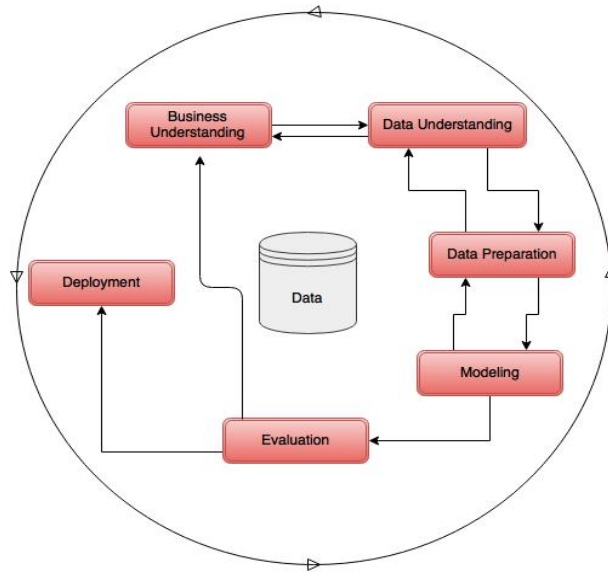 Business
Understanding
Data Understanding
Data Preparation
Deployment
Data
Modeling
Evaluation